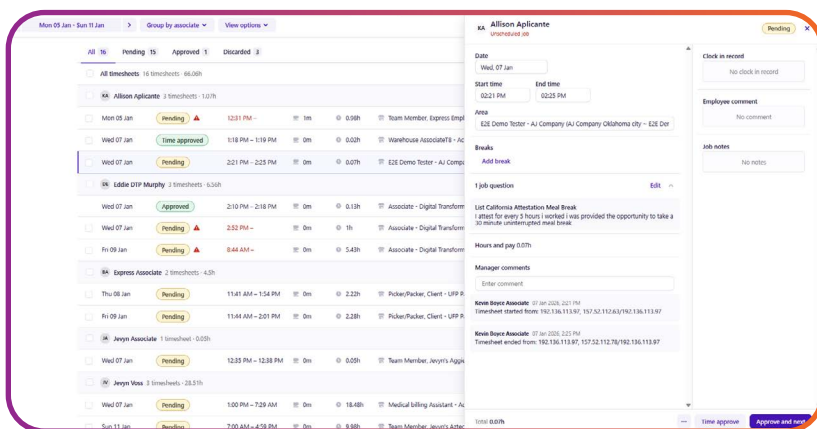 Mon 05 Jan - Sun 11 Jan > Group by associate View options
All 16 Pending 15 Approved 1 Discarded 3
All timesheets 16 timesheets · 66.06h
KA Allison Aplicante 3 timesheets · 1.07h
Mon 05 Jan Pending 12:31 PM – 1m 0.98h Team Member, Express Empl
Wed 07 Jan Time approved 1:18 PM – 1:19 PM 0m 0.02h Warehouse AssociateTB - Ac
Wed 07 Jan Pending 2:21 PM – 2:25 PM 0m 0.07h E2E Demo Tester - AJ Compa
Eddie DTP Murphy 3 timesheets · 6.56h
Wed 07 Jan Approved 2:10 PM – 2:18 PM 0m 0.13h Associate - Digital Transform
Wed 07 Jan Pending 2:52 PM – 0m 1h Associate - Digital Transform
Fri 09 Jan Pending 8:44 AM – 0m 5.43h Associate - Digital Transform
Express Associate 2 timesheets · 4.5h
Thu 08 Jan Pending 11:41 AM – 1:54 PM 0m 2.22h Picker/Packer, Client - UFP P
Fri 09 Jan Pending 11:44 AM – 2:01 PM 0m 2.28h Picker/Packer, Client - UFP P
JA Jevyn Associate 1 timesheet · 0.05h
Wed 07 Jan Pending 12:35 PM – 12:38 PM 0m 0.05h Team Member, Jevyn's Aggie
JV Jevyn Voss 3 timesheets · 28.51h
Wed 07 Jan Pending 1:00 PM – 7:29 AM 0m 18.48h Medical billing Assistant - Ag
Sun 11 Jan Pending 7:00 AM – 4:59 PM 0m 9.98h Team Member, Jevyn's Aztec
KA Allison Aplicante Pending ×
Unscheduled job
Date
Wed, 07 Jan
Start time End time
02:21 PM 02:25 PM
Area
E2E Demo Tester - AJ Company (AJ Company Oklahoma city – E2E Der
Breaks
Add break
1 job question Edit
List California Attestation Meal Break
I attest for every 5 hours i worked i was provided the opportunity to take a
30 minute uninterrupted meal break
Hours and pay 0.07h
Manager comments
Enter comment
Kevin Boyce Associate 07 Jan 2026, 2:21 PM
Timesheet started from: 192.136.113.97, 157.52.112.63/192.136.113.97
Kevin Boyce Associate 07 Jan 2026, 2:25 PM
Timesheet ended from: 192.136.113.97, 157.52.112.78/192.136.113.97
Total 0.07h ... Time approve Approve and next
Clock in record
No clock in record
Employee comment
No comment
Job notes
No notes